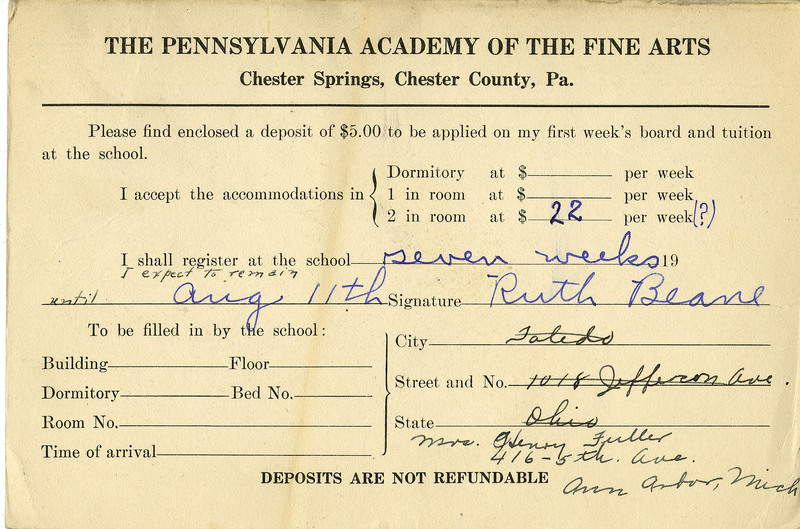 THE PENNSYLVANIA ACADEMY OF THE FINE ARTS
Chester Springs, Chester County, Pa.
Please find enclosed a deposit of $5.00 to be applied on my first week's board and tuition
at the school.
I accept the accommodations in
Dormitory at $ per week
1 in room at $ per week
2 in room at $ 22 per week (?)
I shall register at the school seven weeks 19
I expect to remain
until Aug 11th Signature Ruth Beane
To be filled in by the school:
Building Floor
Dormitory Bed No.
Room No.
Time of arrival
City Toledo
Street and No. 1018 Jefferson Ave.
State Ohio
Mrs. Henry Fuller
416-5th. Ave.
Ann Arbor, Mich
DEPOSITS ARE NOT REFUNDABLE